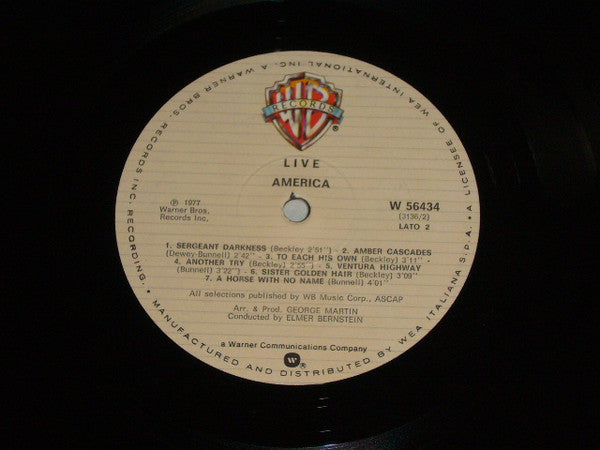 WB
RECORDS
®
LIVE
AMERICA
℗ 1977
Warner Bros.
Records Inc.
W 56434
(3136/2)
LATO 2
1. SERGEANT DARKNESS (Beckley 2'51") - 2. AMBER CASCADES
(Dewey-Bunnell) 2'42" - 3. TO EACH HIS OWN (Beckley) 3'11"
4. ANOTHER TRY (Beckley) 2'55" - 5. VENTURA HIGHWAY
(Bunnell) 3'22") - 6. SISTER GOLDEN HAIR (Beckley) 3'09"
7. A HORSE WITH NO NAME (Bunnell) 4'01"
All selections published by WB Music Corp., ASCAP
Arr. & Prod. GEORGE MARTIN
Conducted by ELMER BERNSTEIN
a Warner Communications Company
W ®
A WARNER BROS. RECORDS INC. RECORDING. • MANUFACTURED AND DISTRIBUTED BY WEA ITALIANA S.P.A. • A LICENSEE OF WEA INTERNATIONAL INC.